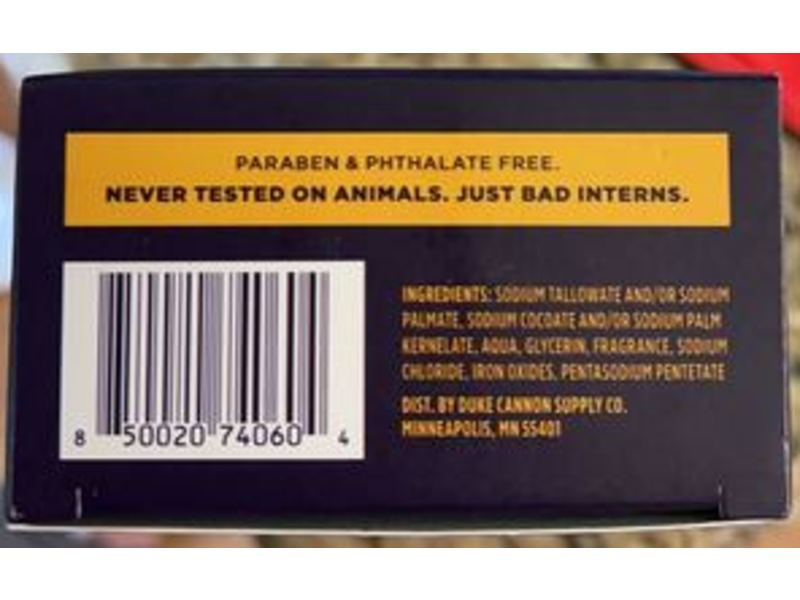 PARABEN & PHTHALATE FREE.
NEVER TESTED ON ANIMALS. JUST BAD INTERNS.
INGREDIENTS: SODIUM TALLOWATE AND/OR SODIUM
PALMATE, SODIUM COCOATE AND/OR SODIUM PALM
KERNELATE, AQUA, GLYCERIN, FRAGRANCE, SODIUM
CHLORIDE, IRON OXIDES, PENTASODIUM PENTETATE
DIST. BY DUKE CANNON SUPPLY CO.
MINNEAPOLIS, MN 55401
8 50020 74060 4